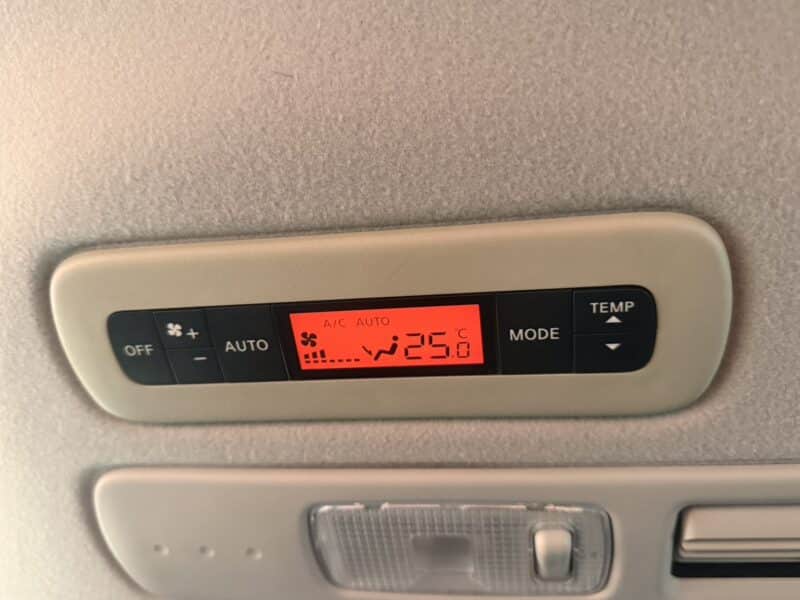 OFF
+
−
AUTO
A/C AUTO
25.0 °C
MODE
TEMP